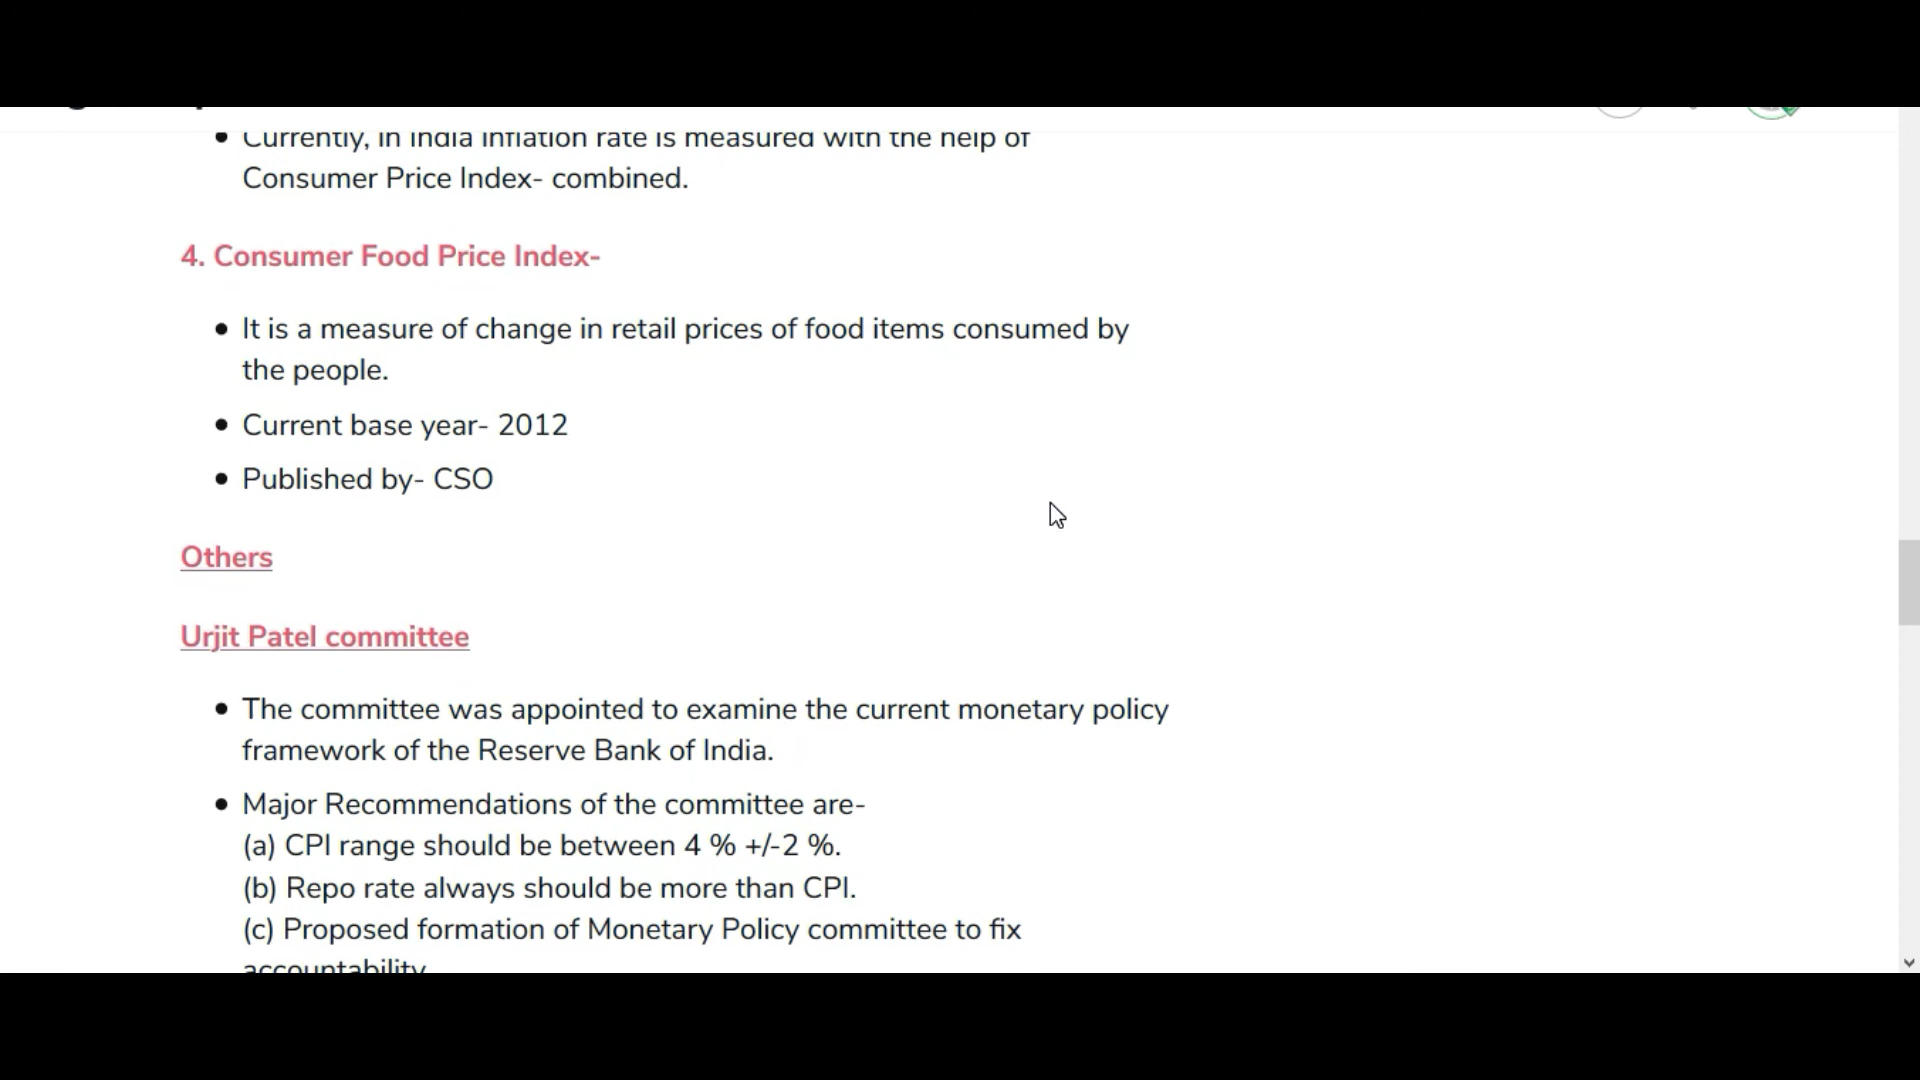 • Currently, in India inflation rate is measured with the help of
Consumer Price Index- combined.
4. Consumer Food Price Index-
• It is a measure of change in retail prices of food items consumed by
the people.
• Current base year- 2012
• Published by- CSO
Others
Urjit Patel committee
• The committee was appointed to examine the current monetary policy
framework of the Reserve Bank of India.
• Major Recommendations of the committee are-
(a) CPI range should be between 4 % +/-2 %.
(b) Repo rate always should be more than CPI.
(c) Proposed formation of Monetary Policy committee to fix
accountability